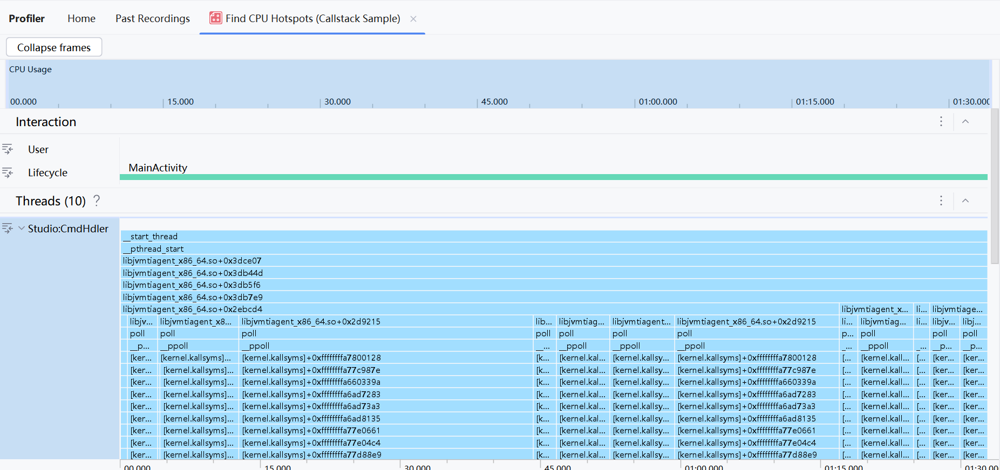 Profiler Home Past Recordings Find CPU Hotspots (Callstack Sample)
Collapse frames
CPU Usage
00.000 15.000 30.000 45.000 01:00.000 01:15.000 01:30.000
Interaction
User
MainActivity
Lifecycle
Threads (10) ?
Studio:CmdHdler
__start_thread
__pthread_start
libjvmtiagent_x86_64.so+0x3dce07
libjvmtiagent_x86_64.so+0x3db44d
libjvmtiagent_x86_64.so+0x3db5f6
libjvmtiagent_x86_64.so+0x3db7e9
libjvmtiagent_x86_64.so+0x2ebcd4 libjvmtiagent_x... li... libjvmtiage...
libjv... libjvmtiagent_x8... libjvmtiagent_x86_64.so+0x2d9215 lib... libjvmtiag... libjvmtiagent... libjvmtiagent_x86_64.so+0x2d9215 li... libjvmtiag... li... libjv... libj...
poll poll poll poll poll poll poll p... poll poll poll
__p... __ppoll __ppoll __... __ppoll __ppoll __ppoll _... __ppoll _... __p... __p...
[ker... [kernel.kallsyms]... [kernel.kallsyms]+0xffffffffa7800128 [k... [kernel.kal... [kernel.kallsy... [kernel.kallsyms]+0xffffffffa7800128 [... [kernel.kall... [... [ker... [ker...
[ker... [kernel.kallsyms]... [kernel.kallsyms]+0xffffffffa77c987e [k... [kernel.kal... [kernel.kallsy... [kernel.kallsyms]+0xffffffffa77c987e [... [kernel.kall... [... [ker... [ker...
[ker... [kernel.kallsyms]... [kernel.kallsyms]+0xffffffffa660339a [k... [kernel.kal... [kernel.kallsy... [kernel.kallsyms]+0xffffffffa660339a [... [kernel.kall... [... [ker... [ker...
[ker... [kernel.kallsyms]... [kernel.kallsyms]+0xffffffffa6ad7283 [k... [kernel.kal... [kernel.kallsy... [kernel.kallsyms]+0xffffffffa6ad7283 [... [kernel.kall... [... [ker... [ker...
[ker... [kernel.kallsyms]... [kernel.kallsyms]+0xffffffffa6ad73a3 [k... [kernel.kal... [kernel.kallsy... [kernel.kallsyms]+0xffffffffa6ad73a3 [... [kernel.kall... [... [ker... [ker...
[ker... [kernel.kallsyms]... [kernel.kallsyms]+0xffffffffa6ad8135 [k... [kernel.kal... [kernel.kallsy... [kernel.kallsyms]+0xffffffffa6ad8135 [... [kernel.kall... [... [ker... [ker...
[ker... [kernel.kallsyms]... [kernel.kallsyms]+0xffffffffa77e0661 [k... [kernel.kal... [kernel.kallsy... [kernel.kallsyms]+0xffffffffa77e0661 [... [kernel.kall... [... [ker... [ker...
[ker... [kernel.kallsyms]... [kernel.kallsyms]+0xffffffffa77e04c4 [k... [kernel.kal... [kernel.kallsy... [kernel.kallsyms]+0xffffffffa77e04c4 [... [kernel.kall... [... [ker... [ker...
[ker... [kernel.kallsyms]... [kernel.kallsyms]+0xffffffffa77d88e9 [k... [kernel.kal... [kernel.kallsy... [kernel.kallsyms]+0xffffffffa77d88e9 [... [kernel.kall... [... [ker... [ker...
00.000 15.000 30.000 45.000 01:00.000 01:15.000 01:30.00